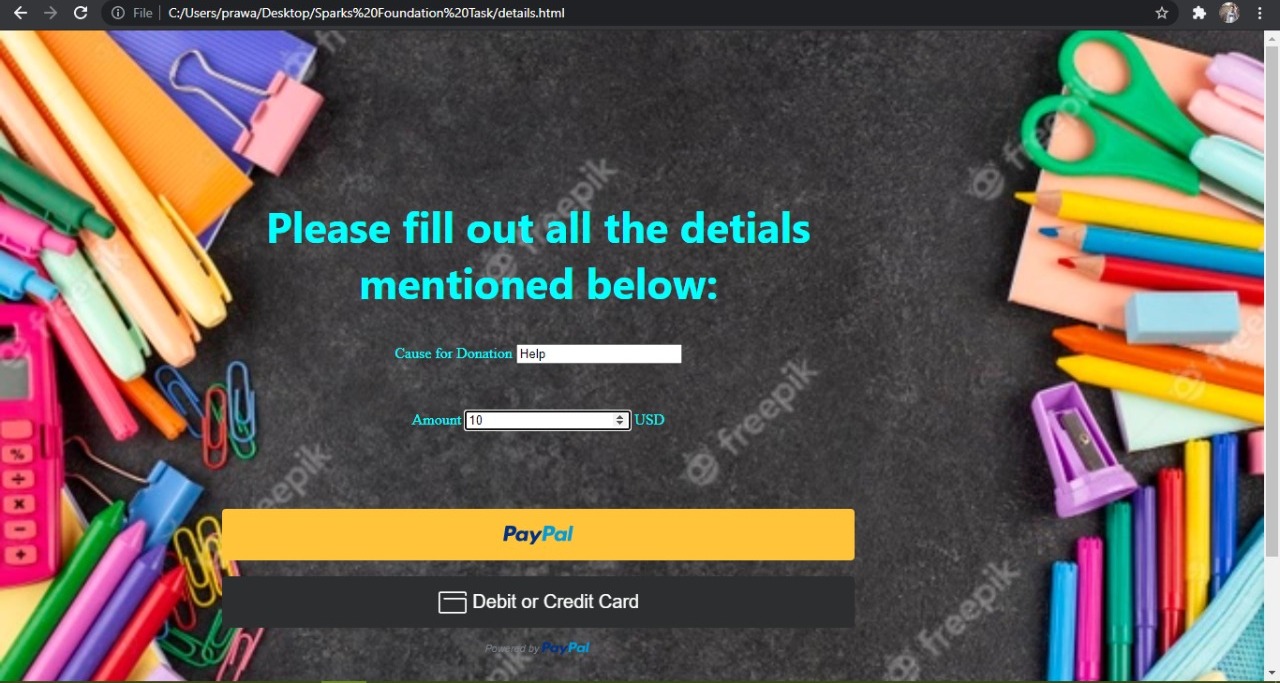 File
C:/Users/prawa/Desktop/Sparks%20Foundation%20Task/details.html
freepik
freepik
Please fill out all the detials
mentioned below:
Cause for Donation Help
freepik
Amount 10 USD
freepik
PayPal
Debit or Credit Card
freepik
Powered by PayPal